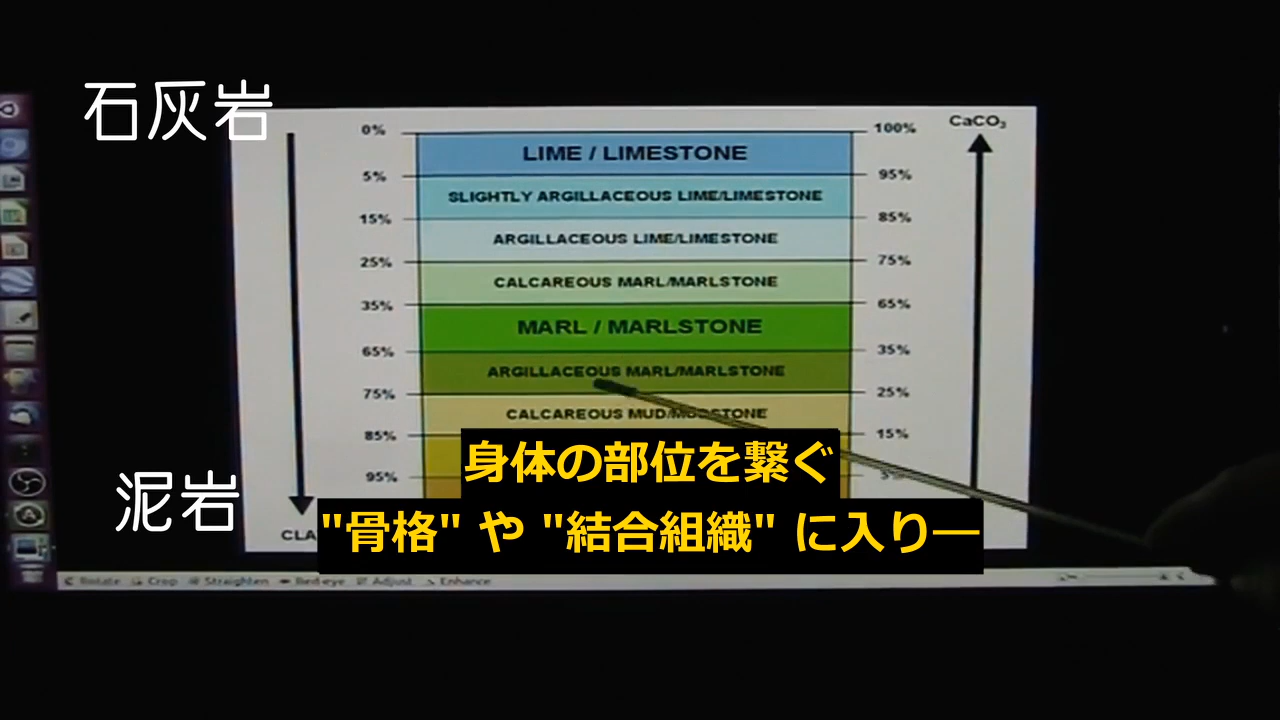 石灰岩
CaCO₃
0%
LIME / LIMESTONE
100%
5%
95%
SLIGHTLY ARGILLACEOUS LIME/LIMESTONE
15%
85%
ARGILLACEOUS LIME/LIMESTONE
25%
75%
CALCAREOUS MARL/MARLSTONE
35%
65%
MARL / MARLSTONE
65%
35%
ARGILLACEOUS MARL/MARLSTONE
75%
25%
CALCAREOUS MUD/MUDSTONE
85%
15%
95%
5%
泥岩
CLA
身体の部位を繋ぐ
"骨格" や "結合組織" に入り―
Rotate Crop Straighten Red-eye Adjust Enhance